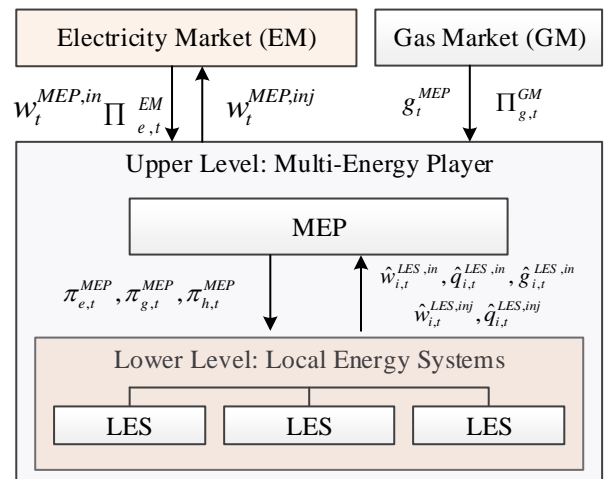 Electricity Market (EM)
Gas Market (GM)
w_t^{MEP,in} ∏_{e,t}^{EM} w_t^{MEP,inj} g_t^{MEP} Π_{g,t}^{GM}
Upper Level: Multi-Energy Player
MEP
π_{e,t}^{MEP}, π_{g,t}^{MEP}, π_{h,t}^{MEP}
ŵ_{i,t}^{LES,in}, q̂_{i,t}^{LES,in}, ĝ_{i,t}^{LES,in}
ŵ_{i,t}^{LES,inj}, q̂_{i,t}^{LES,inj}
Lower Level: Local Energy Systems
LES LES LES